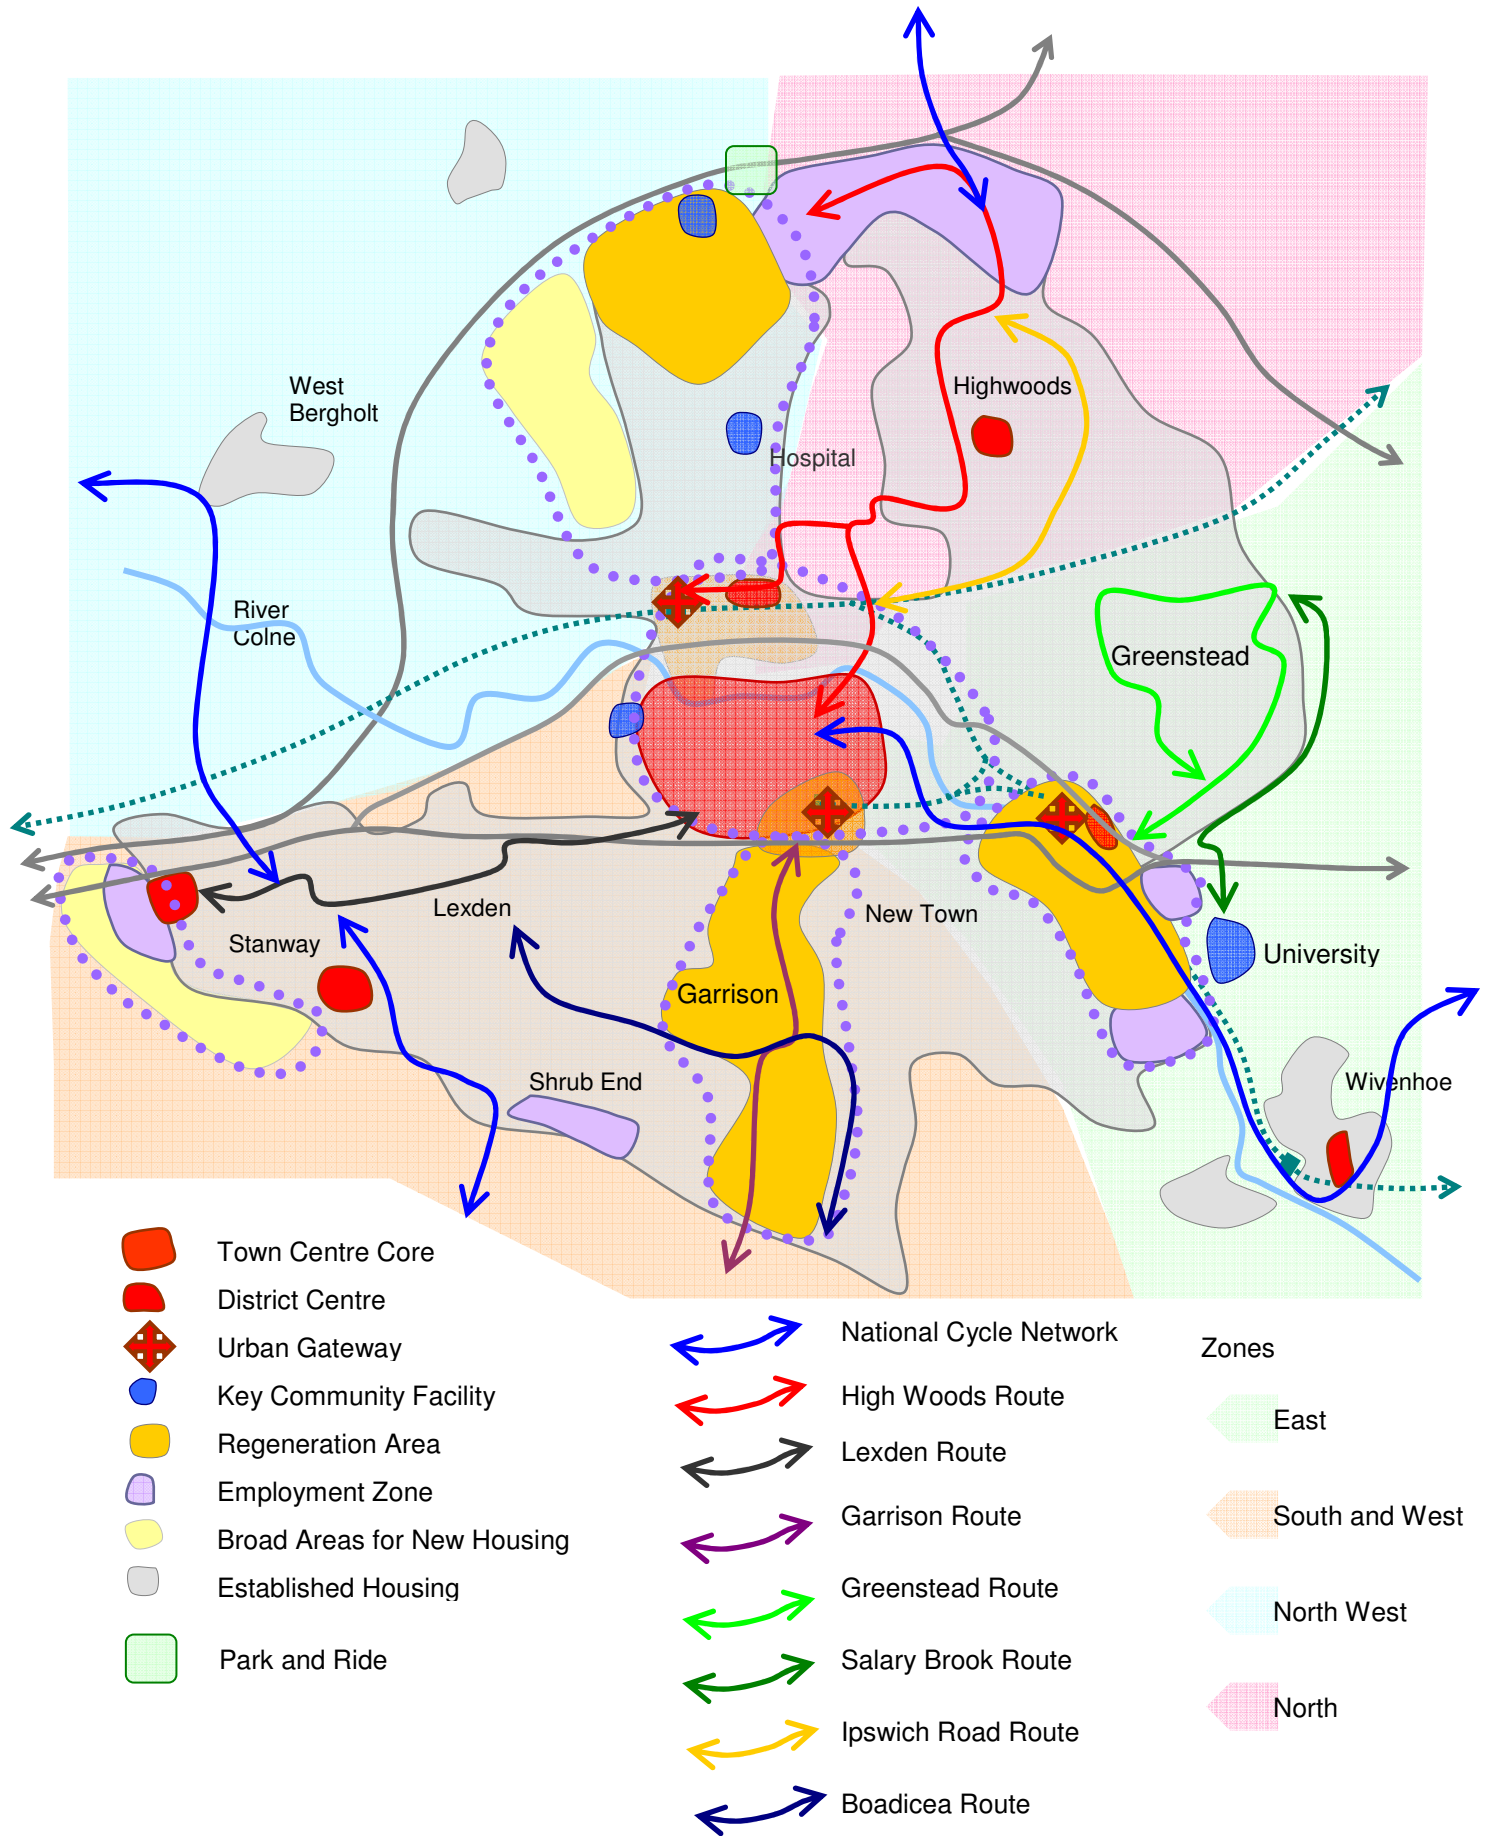 West
Bergholt
Highwoods
Hospital
River
Colne
Greenstead
Lexden
New Town
Stanway
University
Garrison
Shrub End
Wivenhoe
Town Centre Core
District Centre
Urban Gateway
Key Community Facility
Regeneration Area
Employment Zone
Broad Areas for New Housing
Established Housing
Park and Ride
National Cycle Network
High Woods Route
Lexden Route
Garrison Route
Greenstead Route
Salary Brook Route
Ipswich Road Route
Boadicea Route
Zones
East
South and West
North West
North